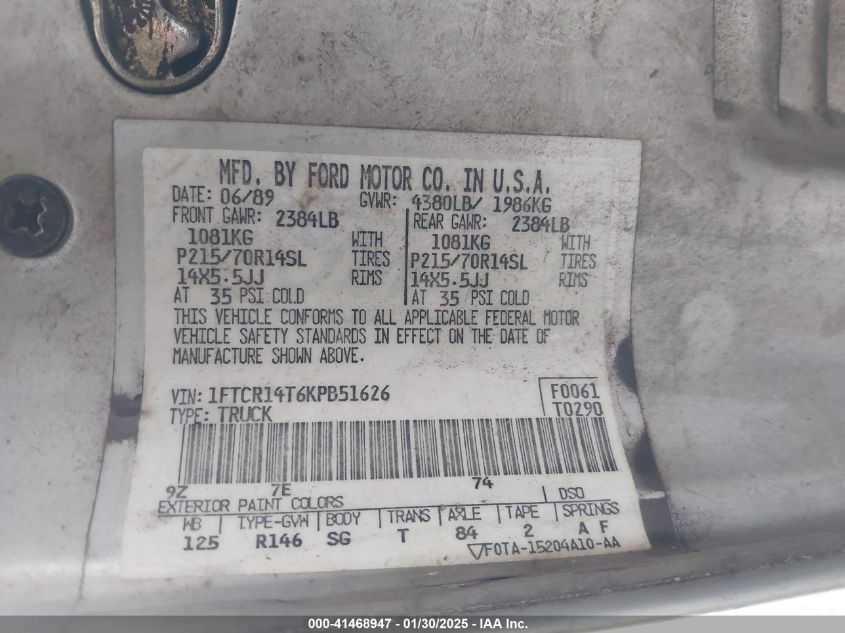 MFD. BY FORD MOTOR CO. IN U.S.A.
DATE: 06/89 GVWR: 4380LB/ 1986KG
FRONT GAWR: 2384LB REAR GAWR: 2384LB
1081KG WITH 1081KG WITH
P215/70R14SL TIRES P215/70R14SL TIRES
14X5.5JJ RIMS 14X5.5JJ RIMS
AT 35 PSI COLD AT 35 PSI COLD
THIS VEHICLE CONFORMS TO ALL APPLICABLE FEDERAL MOTOR
VEHICLE SAFETY STANDARDS IN EFFECT ON THE DATE OF
MANUFACTURE SHOWN ABOVE.
VIN: 1FTCR14T6KPB51626 F0061
TYPE: TRUCK T0290
9Z 7E 74
EXTERIOR PAINT COLORS DSO
WB TYPE-GVW BODY TRANS AXLE TAPE SPRINGS
125 R146 SG T 84 2 A F
F0TA-15204A10-AA
000-41468947 - 01/30/2025 - IAA Inc.